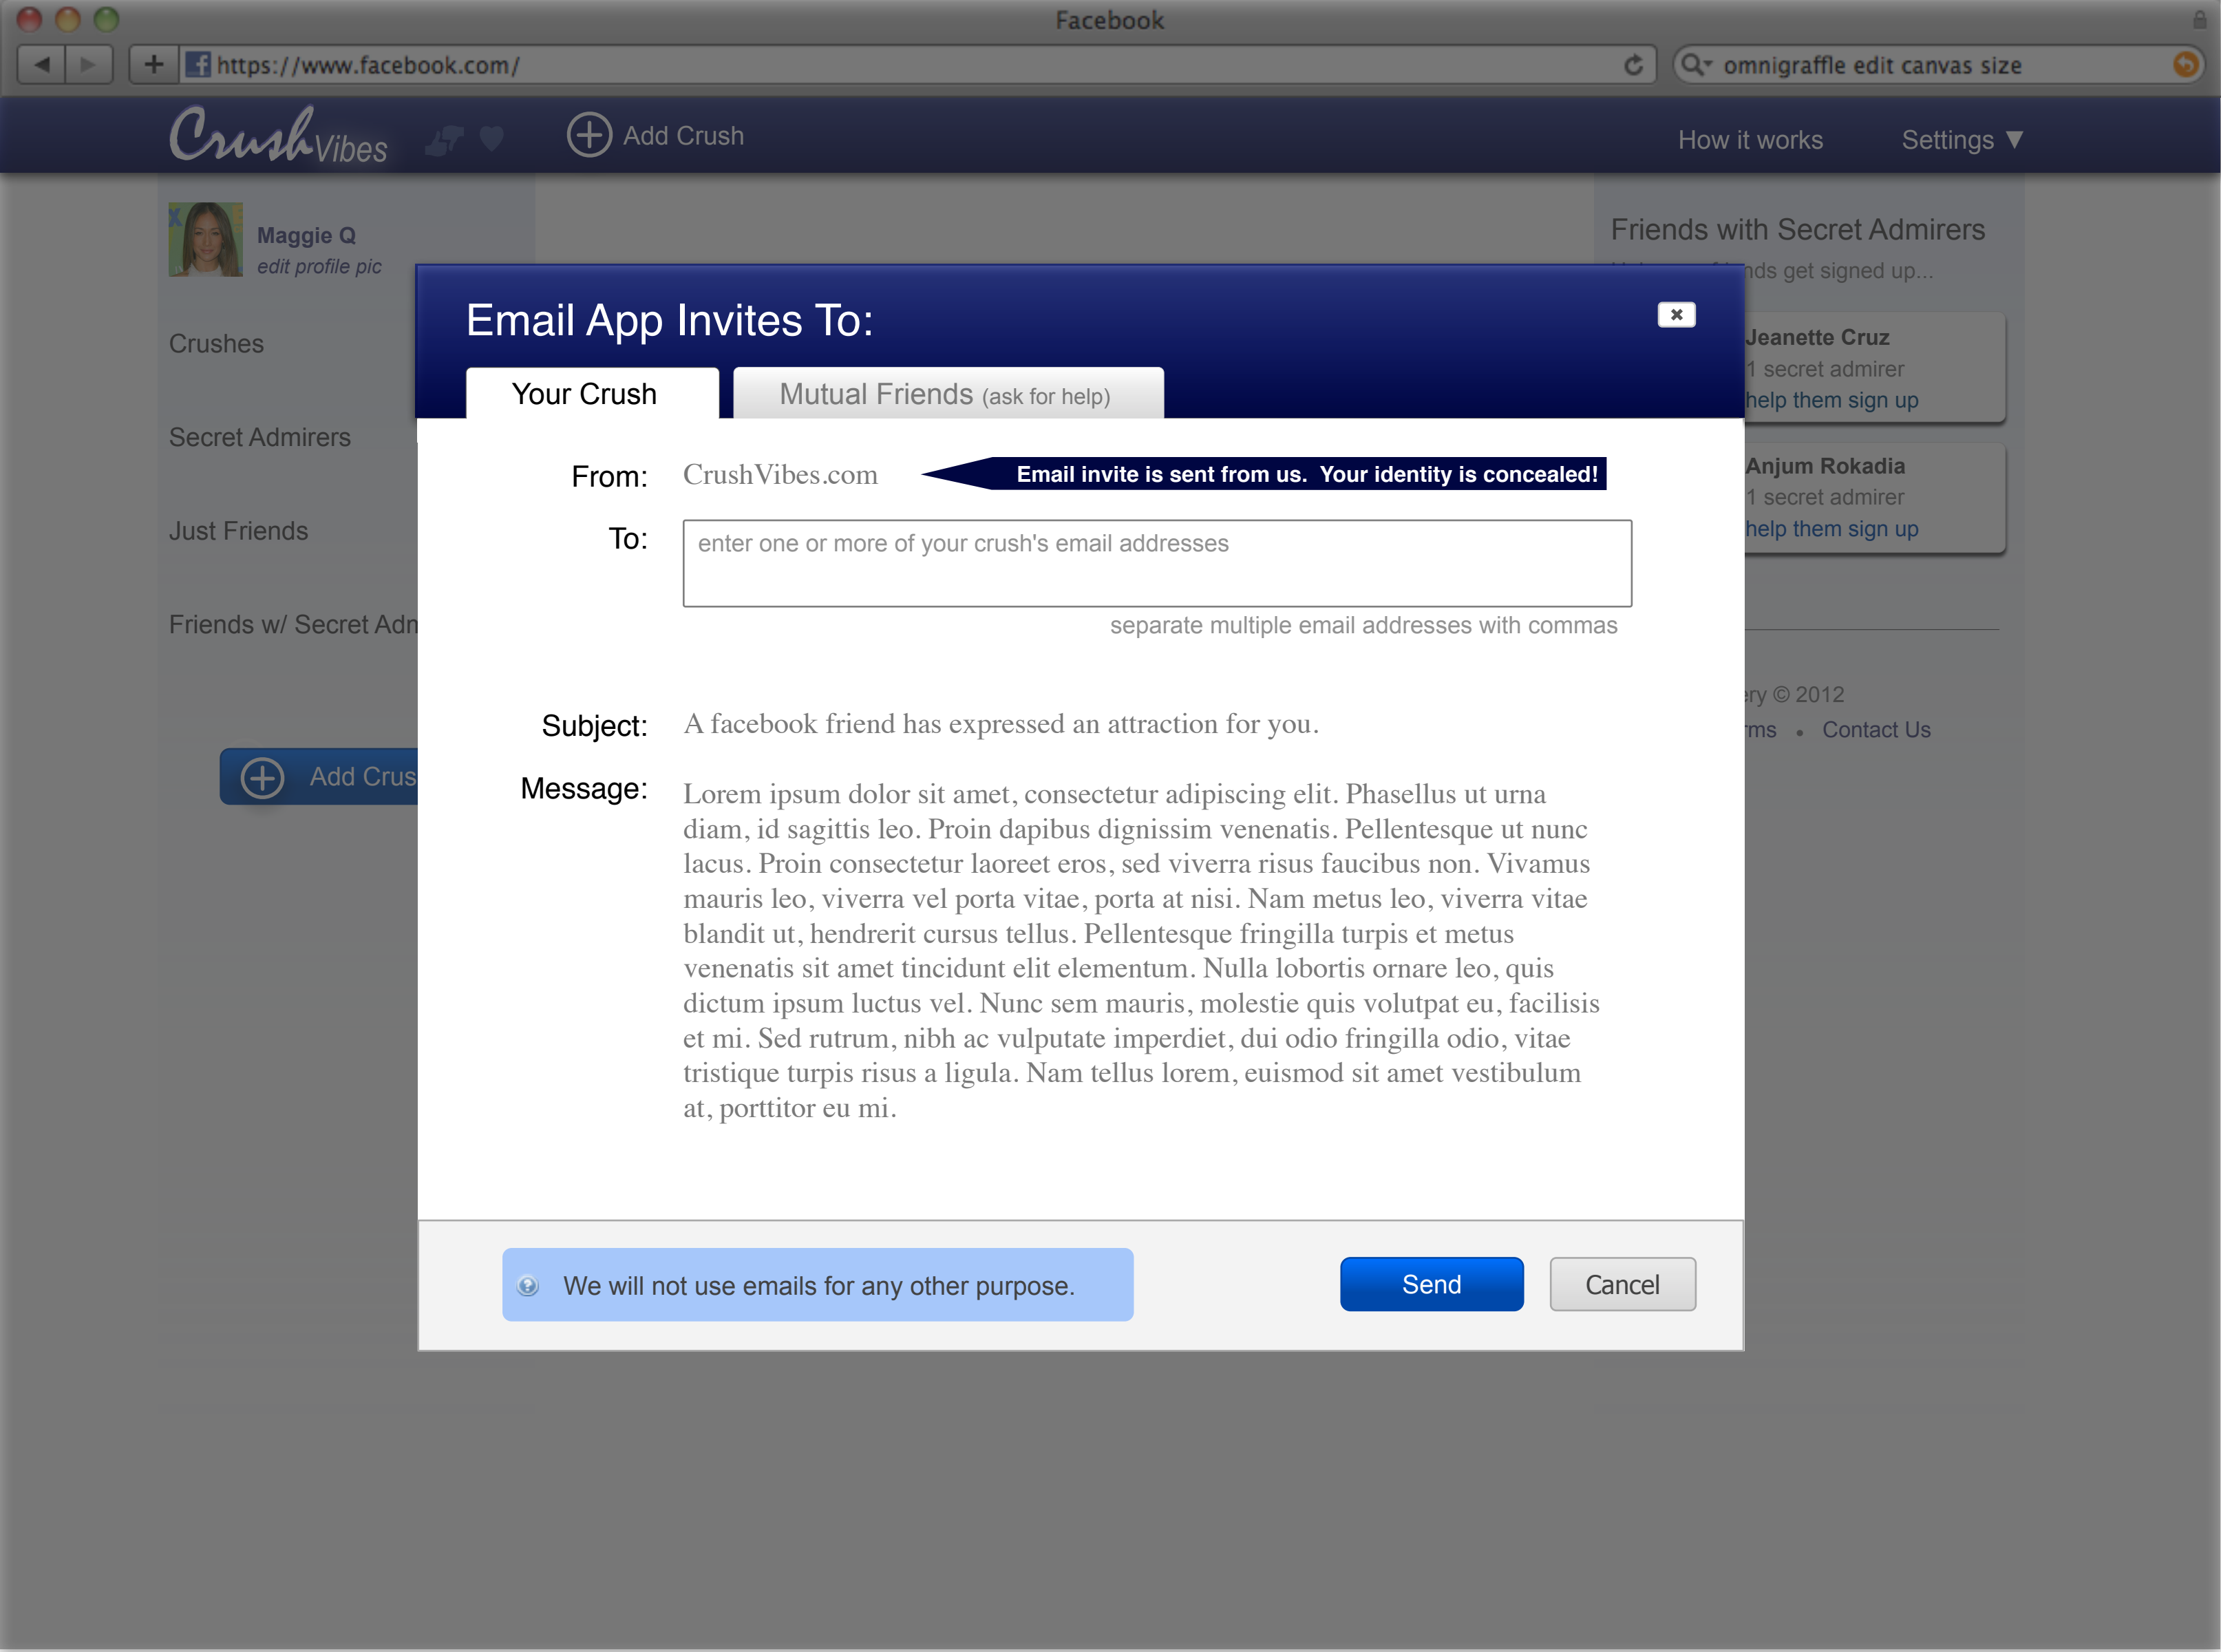 Facebook
https://www.facebook.com/
omnigraffle edit canvas size
Crush Vibes
Add Crush
How it works
Settings ▼
Maggie Q
edit profile pic
Crushes
Secret Admirers
Just Friends
Friends w/ Secret Adm
Add Crus
Friends with Secret Admirers
nds get signed up...
Jeanette Cruz
1 secret admirer
help them sign up
Anjum Rokadia
1 secret admirer
help them sign up
ery © 2012
rms • Contact Us
Email App Invites To:
Your Crush
Mutual Friends (ask for help)
From: CrushVibes.com
Email invite is sent from us.  Your identity is concealed!
To: enter one or more of your crush's email addresses
separate multiple email addresses with commas
Subject: A facebook friend has expressed an attraction for you.
Message: Lorem ipsum dolor sit amet, consectetur adipiscing elit. Phasellus ut urna
diam, id sagittis leo. Proin dapibus dignissim venenatis. Pellentesque ut nunc
lacus. Proin consectetur laoreet eros, sed viverra risus faucibus non. Vivamus
mauris leo, viverra vel porta vitae, porta at nisi. Nam metus leo, viverra vitae
blandit ut, hendrerit cursus tellus. Pellentesque fringilla turpis et metus
venenatis sit amet tincidunt elit elementum. Nulla lobortis ornare leo, quis
dictum ipsum luctus vel. Nunc sem mauris, molestie quis volutpat eu, facilisis
et mi. Sed rutrum, nibh ac vulputate imperdiet, dui odio fringilla odio, vitae
tristique turpis risus a ligula. Nam tellus lorem, euismod sit amet vestibulum
at, porttitor eu mi.
We will not use emails for any other purpose.
Send
Cancel